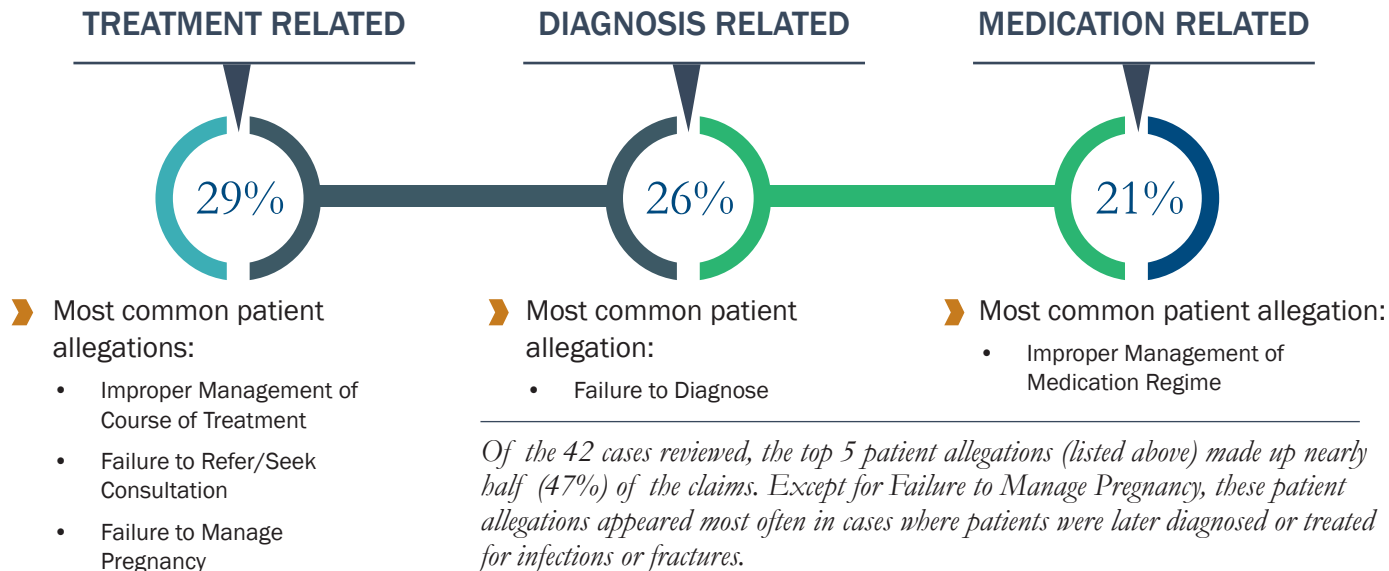 TREATMENT RELATED
29%
Most common patient
allegations:
• Improper Management of
Course of Treatment
• Failure to Refer/Seek
Consultation
• Failure to Manage
Pregnancy
DIAGNOSIS RELATED
26%
Most common patient
allegation:
• Failure to Diagnose
MEDICATION RELATED
21%
Most common patient allegation:
• Improper Management of
Medication Regime
Of the 42 cases reviewed, the top 5 patient allegations (listed above) made up nearly
half (47%) of the claims. Except for Failure to Manage Pregnancy, these patient
allegations appeared most often in cases where patients were later diagnosed or treated
for infections or fractures.